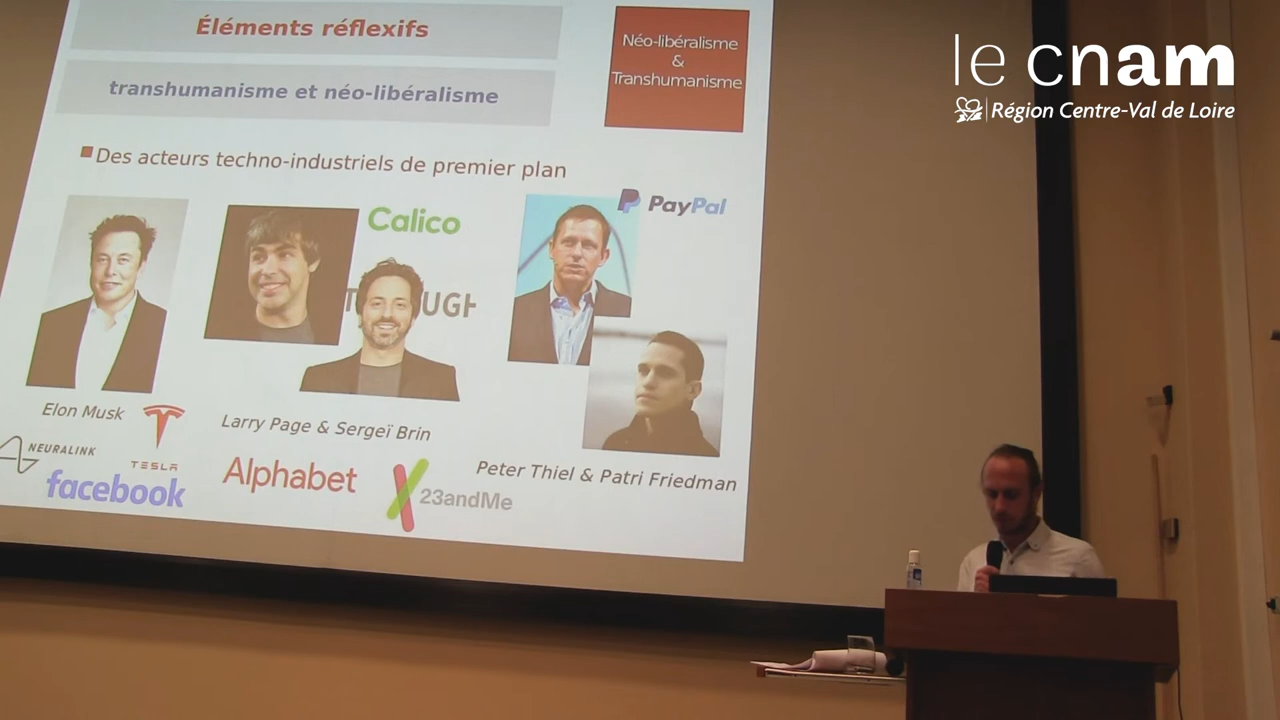 Éléments réflexifs
transhumanisme et néo-libéralisme
Néo-libéralisme
&
Transhumanisme
Des acteurs techno-industriels de premier plan
Calico
PayPal
UGH
Elon Musk
NEURALINK
TESLA
facebook
Larry Page & Sergeï Brin
Alphabet
23andMe
Peter Thiel & Patri Friedman
le cnam
Région Centre-Val de Loire